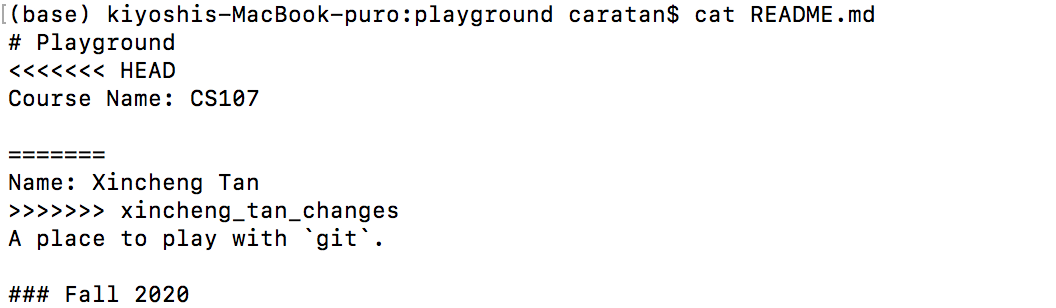 (base) kiyoshis-MacBook-puro:playground caratan$ cat README.md
# Playground
<<<<<<< HEAD
Course Name: CS107

=======
Name: Xincheng Tan
>>>>>>> xincheng_tan_changes
A place to play with `git`.

### Fall 2020